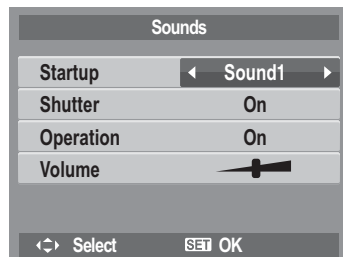 Sounds
Startup Sound1
Shutter On
Operation On
Volume
Select SET OK